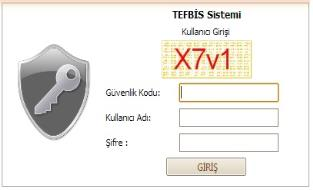 TEFBİS Sistemi
Kullanıcı Girişi
X7v1
Güvenlik Kodu:
Kullanıcı Adı:
Şifre :
GİRİŞ